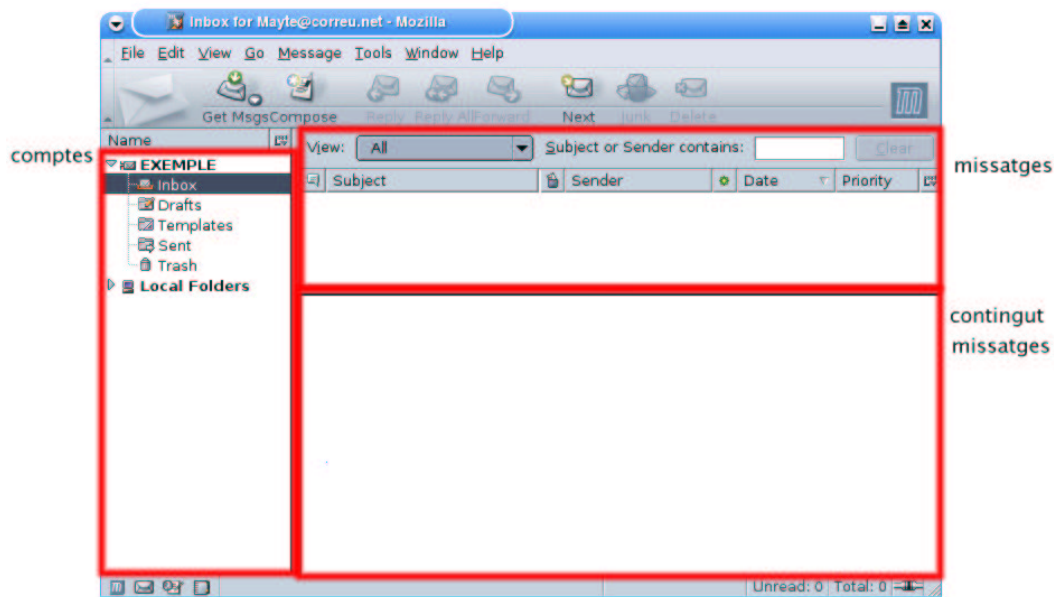 Inbox for Mayte@correu.net - Mozilla
File Edit View Go Message Tools Window Help
Get Msgs Compose Reply Reply All Forward Next Junk Delete
comptes
Name
View: All Subject or Sender contains: Clear
missatges
EXEMPLE
Subject Sender Date Priority
Inbox
Drafts
Templates
Sent
Trash
Local Folders
contingut
missatges
Unread: 0 Total: 0